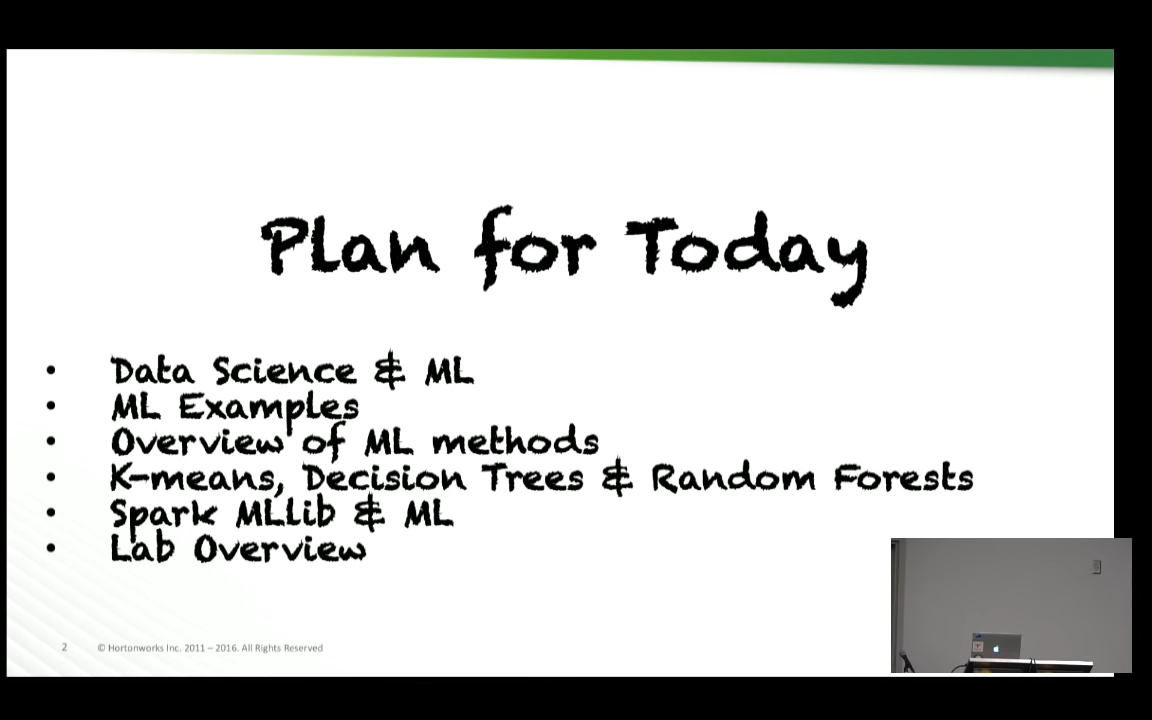 Plan for Today
• Data Science & ML
• ML Examples
• Overview of ML methods
• K-means, Decision Trees & Random Forests
• Spark MLLib & ML
• Lab Overview
2 © Hortonworks Inc. 2011 – 2016. All Rights Reserved